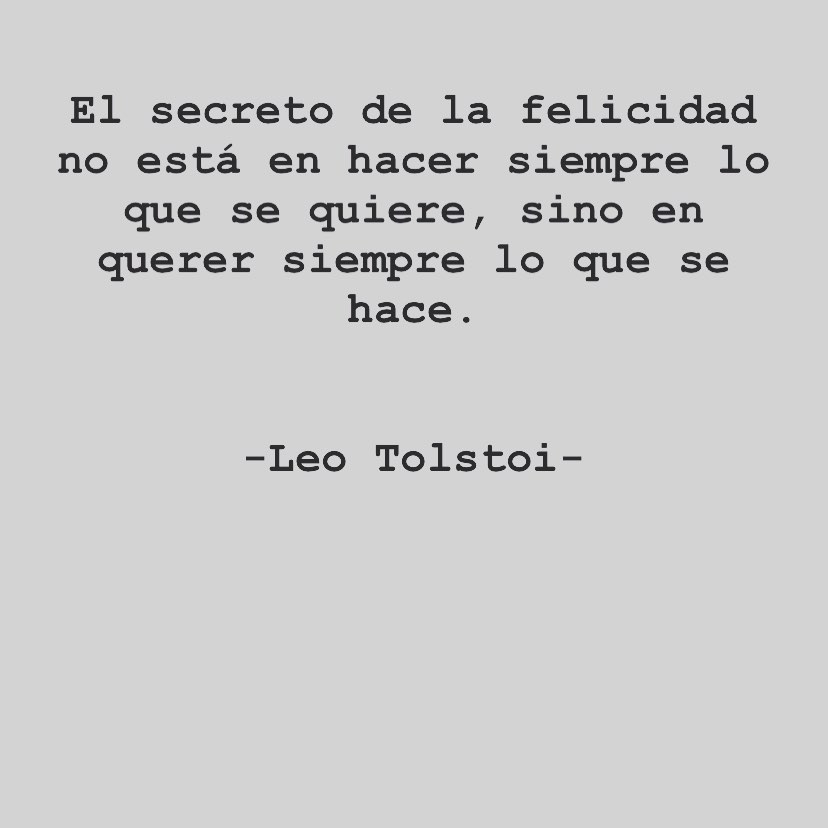 El secreto de la felicidad
no está en hacer siempre lo
que se quiere, sino en
querer siempre lo que se
hace.
-Leo Tolstoi-